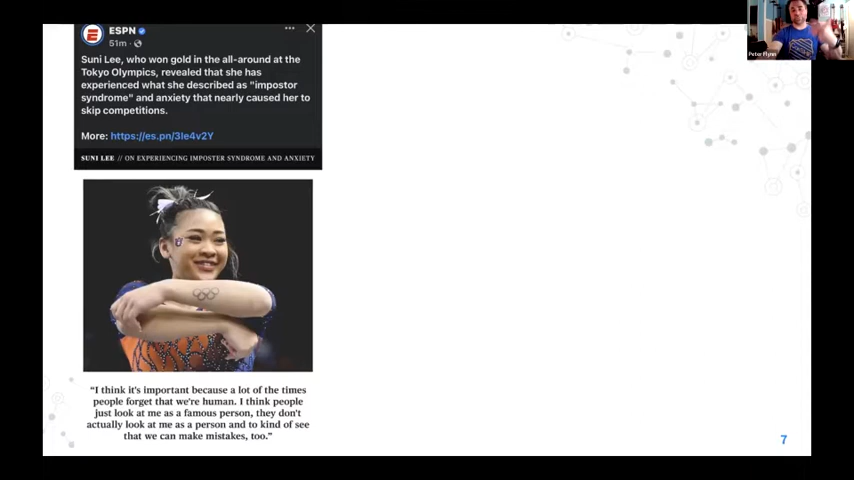 ESPN
51m
Suni Lee, who won gold in the all-around at the
Tokyo Olympics, revealed that she has
experienced what she described as "impostor
syndrome" and anxiety that nearly caused her to
skip competitions.
More: https://es.pn/3le4v2Y
SUNI LEE // ON EXPERIENCING IMPOSTER SYNDROME AND ANXIETY
“I think it's important because a lot of the times
people forget that we're human. I think people
just look at me as a famous person, they don't
actually look at me as a person and to kind of see
that we can make mistakes, too.”
7
Peter Flynn